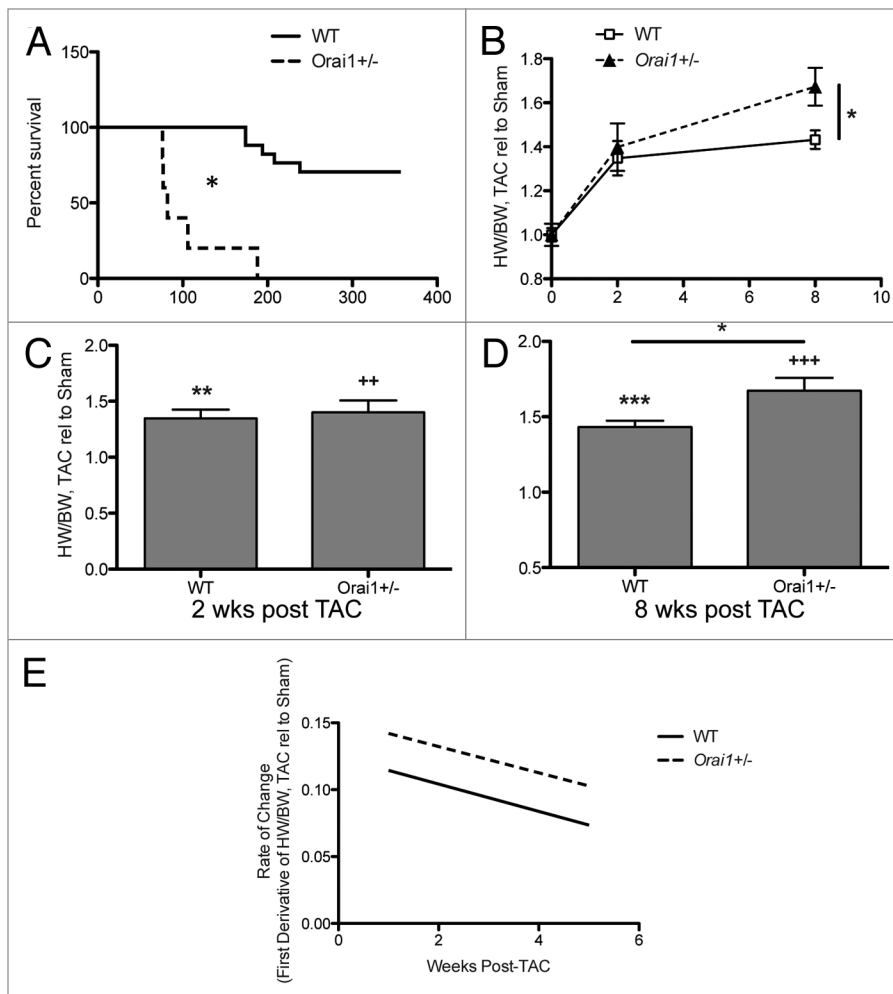 A
WT
Orai1+/-
150
100
50
0
Percent survival
*
0 100 200 300 400
B
WT
Orai1+/-
1.8
1.6
1.4
1.2
1.0
0.8
HW/BW, TAC rel to Sham
*
0 2 4 6 8 10
C
2.0
1.5
1.0
0.5
0.0
HW/BW, TAC rel to Sham
** ++
WT Orai1+/-
2 wks post TAC
D
2.0
1.5
1.0
0.5
*
*** +++
WT Orai1+/-
8 wks post TAC
E
0.15
0.10
0.05
0.00
Rate of Change
(First Derivative of HW/BW, TAC rel to Sham)
WT
Orai1+/-
0 2 4 6
Weeks Post-TAC